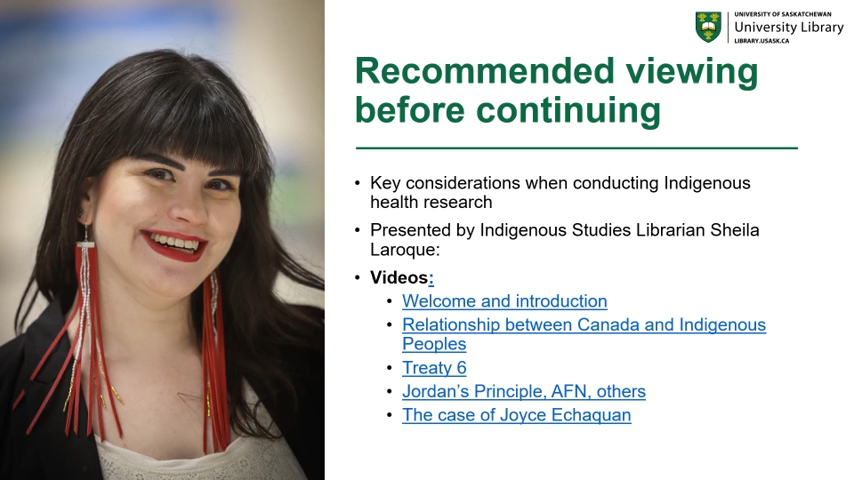 UNIVERSITY OF SASKATCHEWAN
University Library
LIBRARY.USASK.CA
Recommended viewing
before continuing
• Key considerations when conducting Indigenous
health research
• Presented by Indigenous Studies Librarian Sheila
Laroque:
• Videos:
• Welcome and introduction
• Relationship between Canada and Indigenous
Peoples
• Treaty 6
• Jordan’s Principle, AFN, others
• The case of Joyce Echaquan